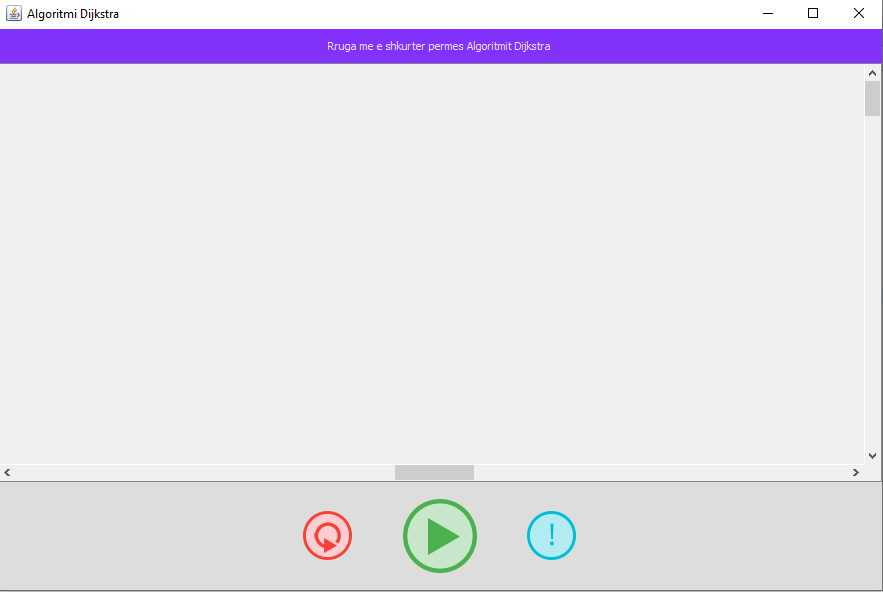 Algoritmi Dijkstra
Rruga me e shkurter permes Algoritmit Dijkstra
!